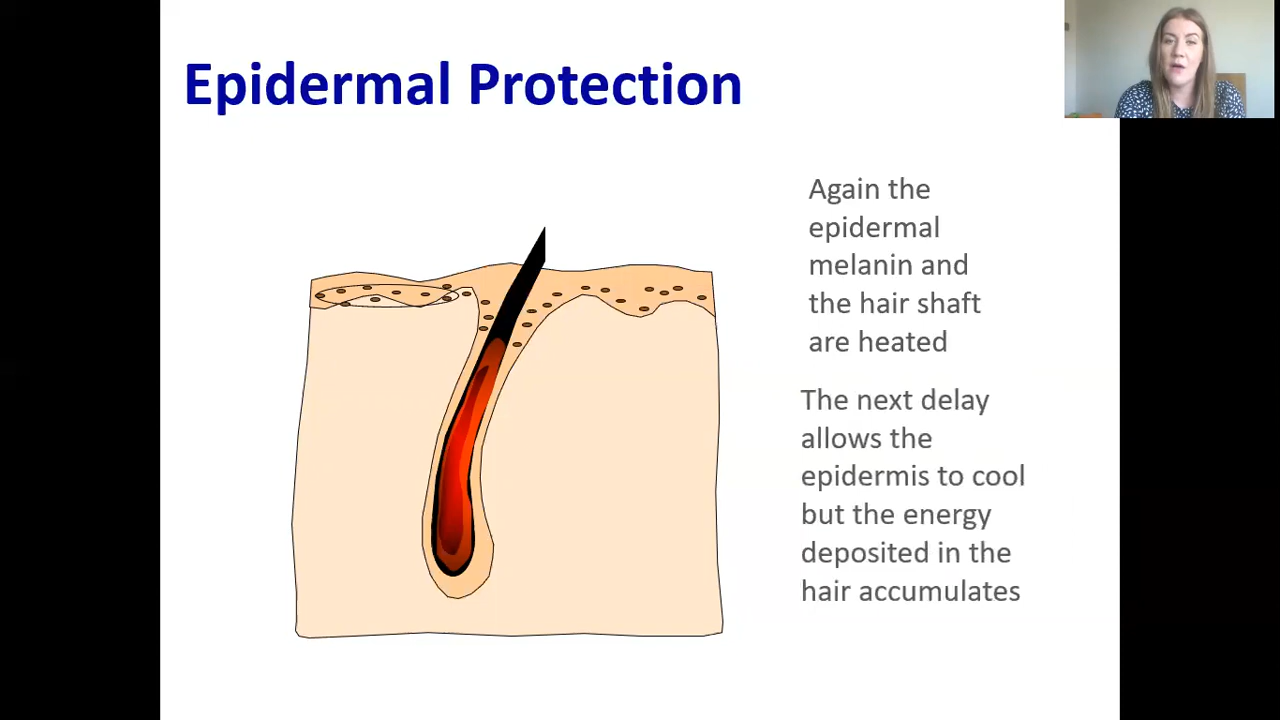 Epidermal Protection
Again the
epidermal
melanin and
the hair shaft
are heated
The next delay
allows the
epidermis to cool
but the energy
deposited in the
hair accumulates